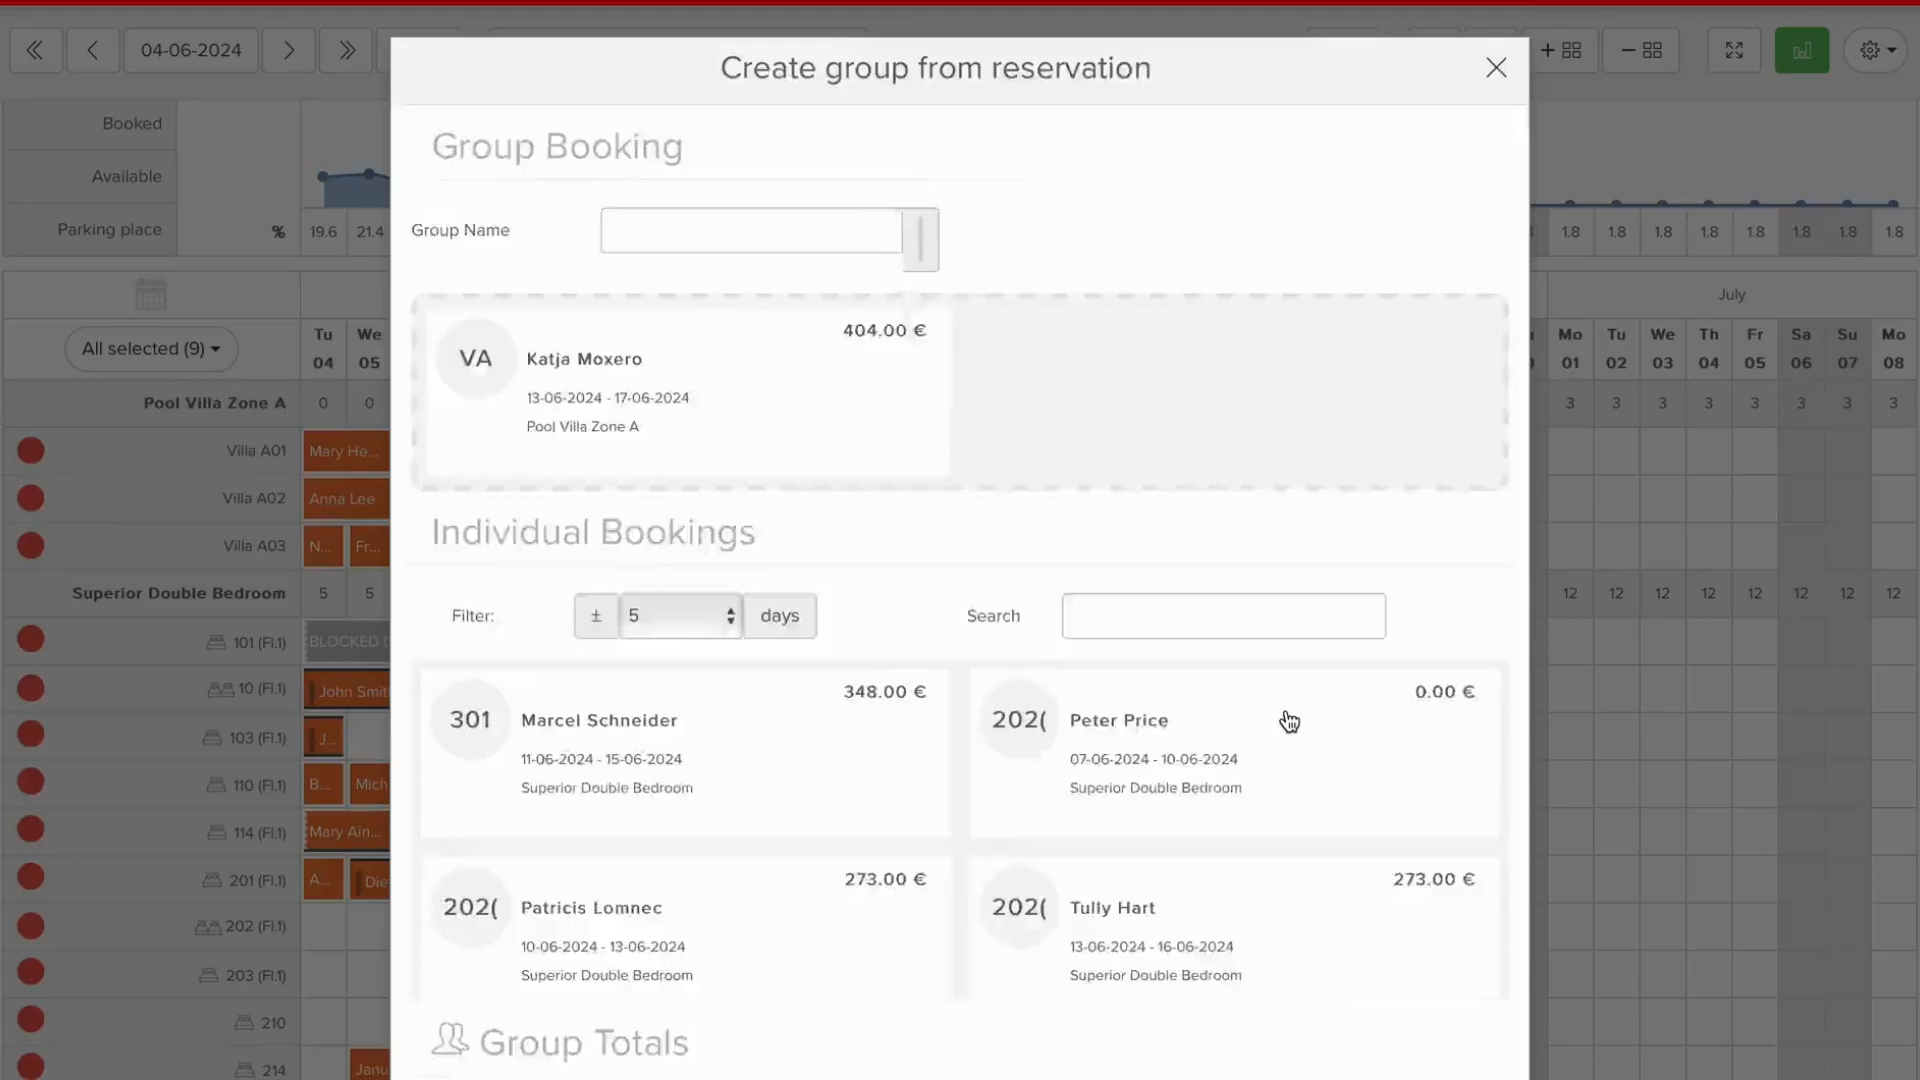 04-06-2024
Create group from reservation
Booked
Available
Parking place % 19.6 21.4 1.8 1.8 1.8 1.8 1.8 1.8 1.8 1.8
Group Booking
Group Name
July
All selected (9)
Tu We Mo Tu We Th Fr Sa Su Mo
04 05 01 02 03 04 05 06 07 08
VA
Katja Moxero
404.00 €
13-06-2024 - 17-06-2024
Pool Villa Zone A
Pool Villa Zone A 0 0 3 3 3 3 3 3 3 3
Villa A01 Mary He...
Villa A02 Anna Lee
Villa A03 N... Fr...
Individual Bookings
Superior Double Bedroom 5 5 12 12 12 12 12 12 12 12
Filter: ± 5 days
Search
101 (Fl.1) BLOCKED
10 (Fl.1) John Smit
103 (Fl.1) J...
110 (Fl.1) B... Mich
114 (Fl.1) Mary Ain...
201 (Fl.1) A... Die
202 (Fl.1)
203 (Fl.1)
210
214 Janu
301
Marcel Schneider
348.00 €
11-06-2024 - 15-06-2024
Superior Double Bedroom
202(
Peter Price
0.00 €
07-06-2024 - 10-06-2024
Superior Double Bedroom
202(
Patricis Lomnec
273.00 €
10-06-2024 - 13-06-2024
Superior Double Bedroom
202(
Tully Hart
273.00 €
13-06-2024 - 16-06-2024
Superior Double Bedroom
Group Totals